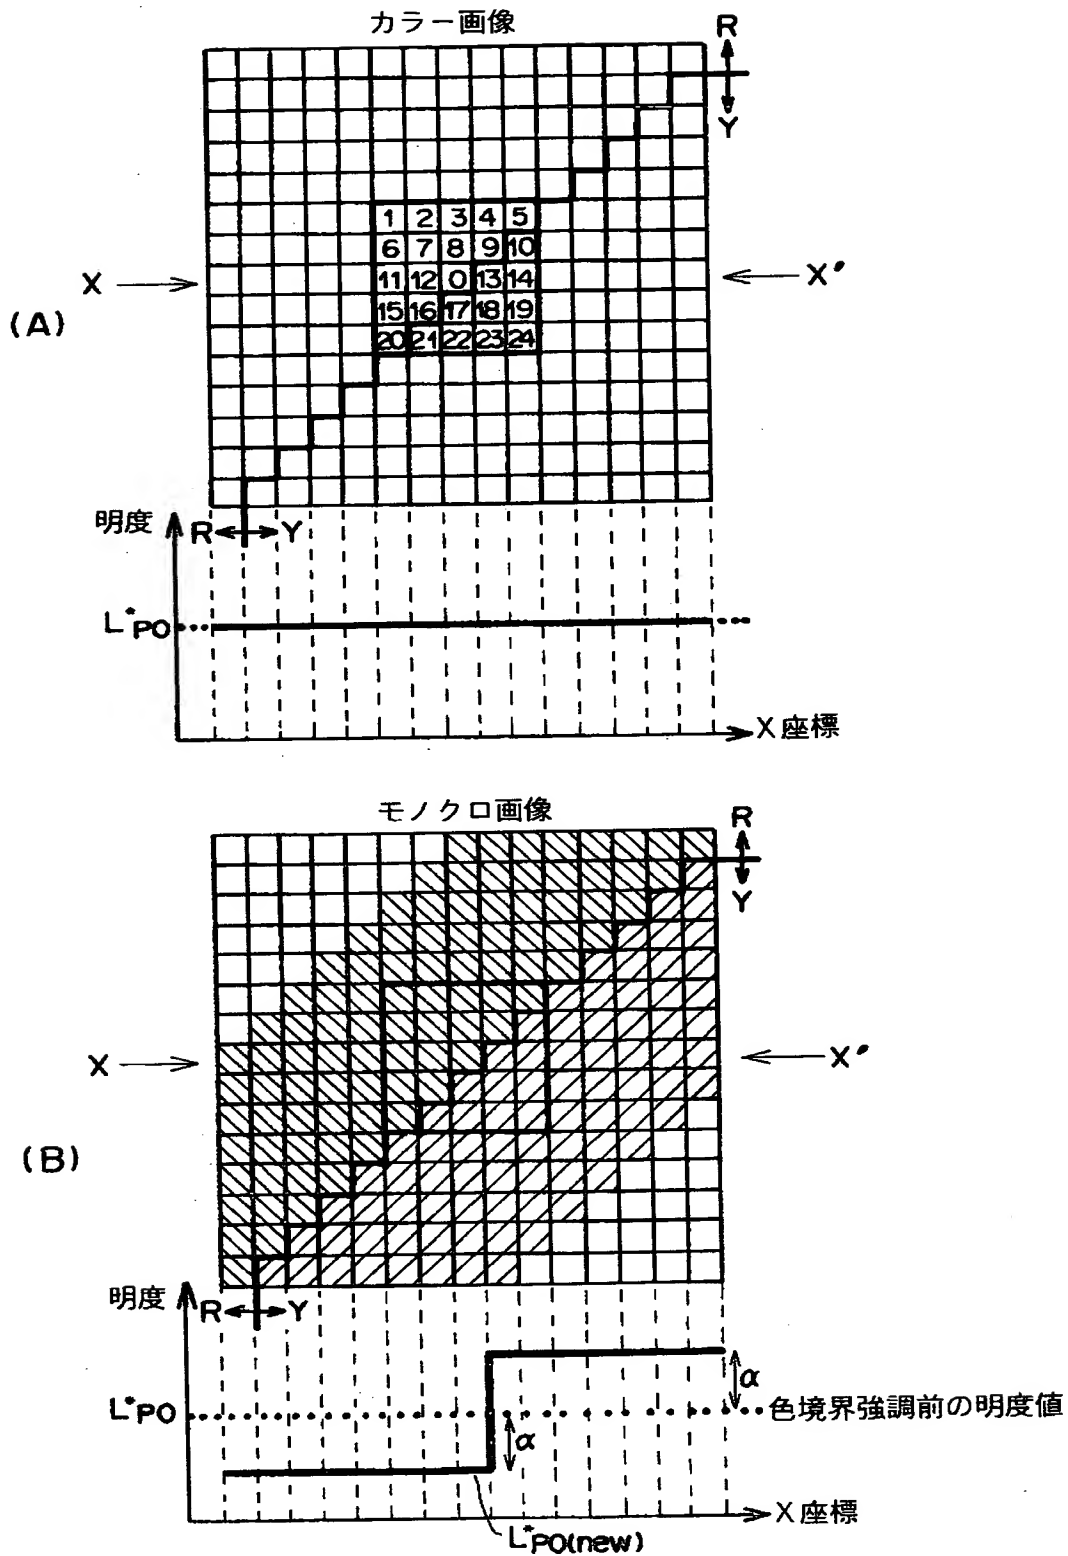 カラー画像
R
Y
1 2 3 4 5
6 7 8 9 10
X 11 12 0 13 14 X'
(A)
15 16 17 18 19
20 21 22 23 24
明度 R Y
L*PO
X座標
モノクロ画像
R
Y
X X'
(B)
明度 R Y
α
L*PO 色境界強調前の明度値
α
X座標
L*PO(new)